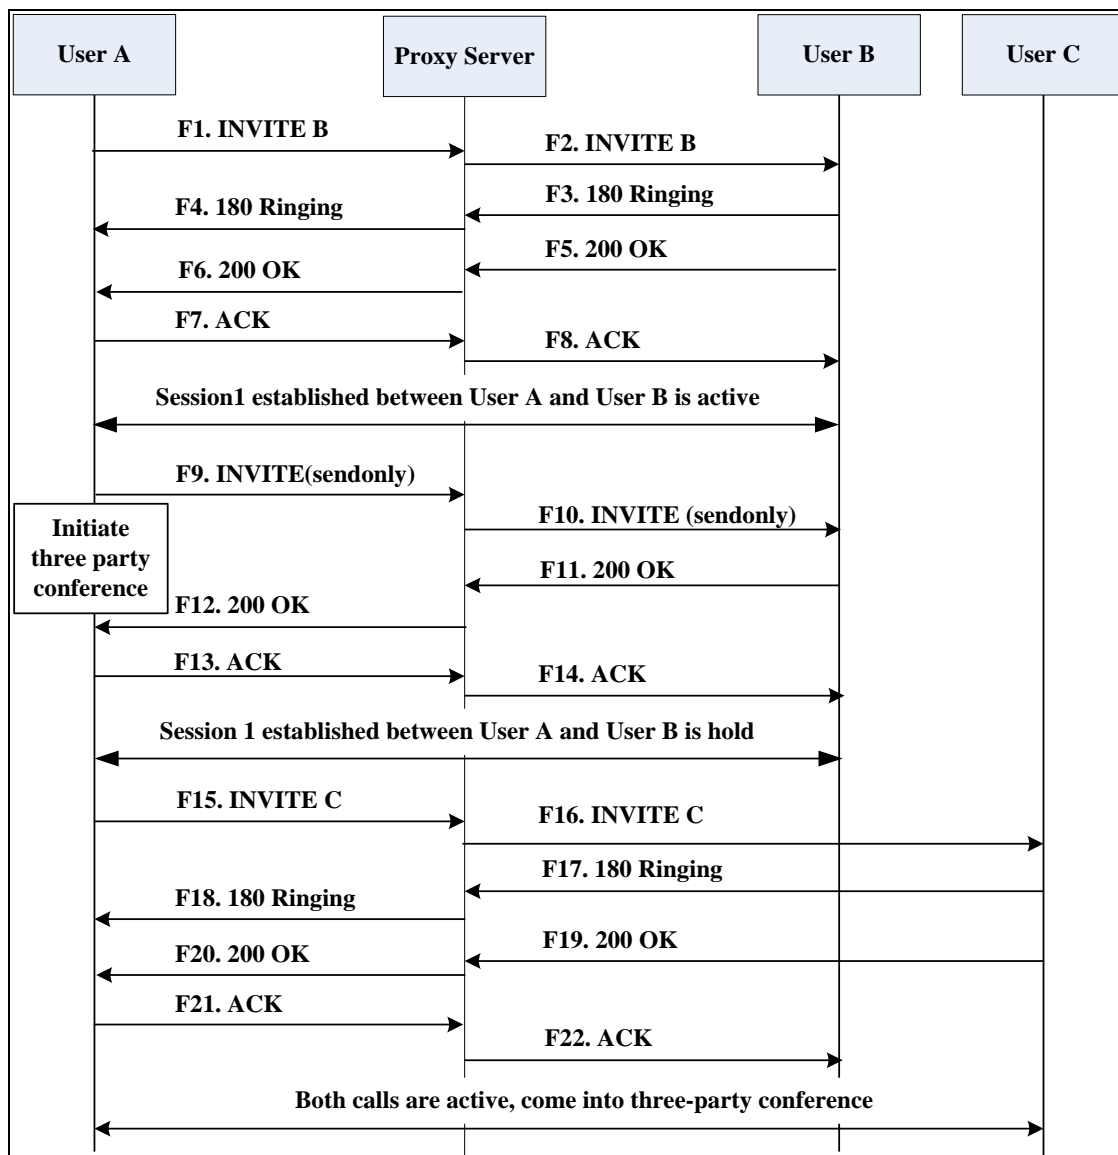 User A
Proxy Server
User B
User C
F1. INVITE B
F2. INVITE B
F3. 180 Ringing
F4. 180 Ringing
F5. 200 OK
F6. 200 OK
F7. ACK
F8. ACK
Session1 established between User A and User B is active
F9. INVITE(sendonly)
Initiate
three party
conference
F10. INVITE (sendonly)
F11. 200 OK
F12. 200 OK
F13. ACK
F14. ACK
Session 1 established between User A and User B is hold
F15. INVITE C
F16. INVITE C
F17. 180 Ringing
F18. 180 Ringing
F19. 200 OK
F20. 200 OK
F21. ACK
F22. ACK
Both calls are active, come into three-party conference